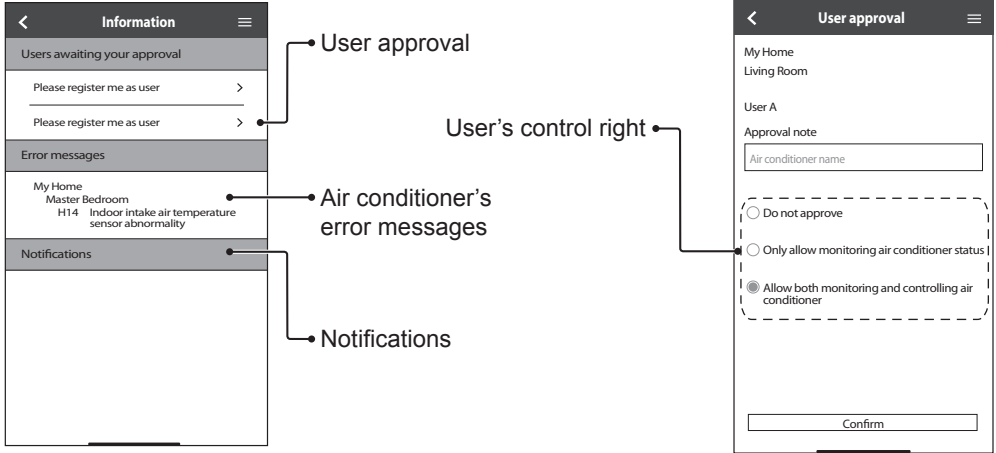 Information
Users awaiting your approval
Please register me as user
Please register me as user
Error messages
My Home
Master Bedroom
H14 Indoor intake air temperature
sensor abnormality
Notifications
User approval
Air conditioner's
error messages
Notifications
User's control right
User approval
My Home
Living Room
User A
Approval note
Air conditioner name
Do not approve
Only allow monitoring air conditioner status
Allow both monitoring and controlling air
conditioner
Confirm